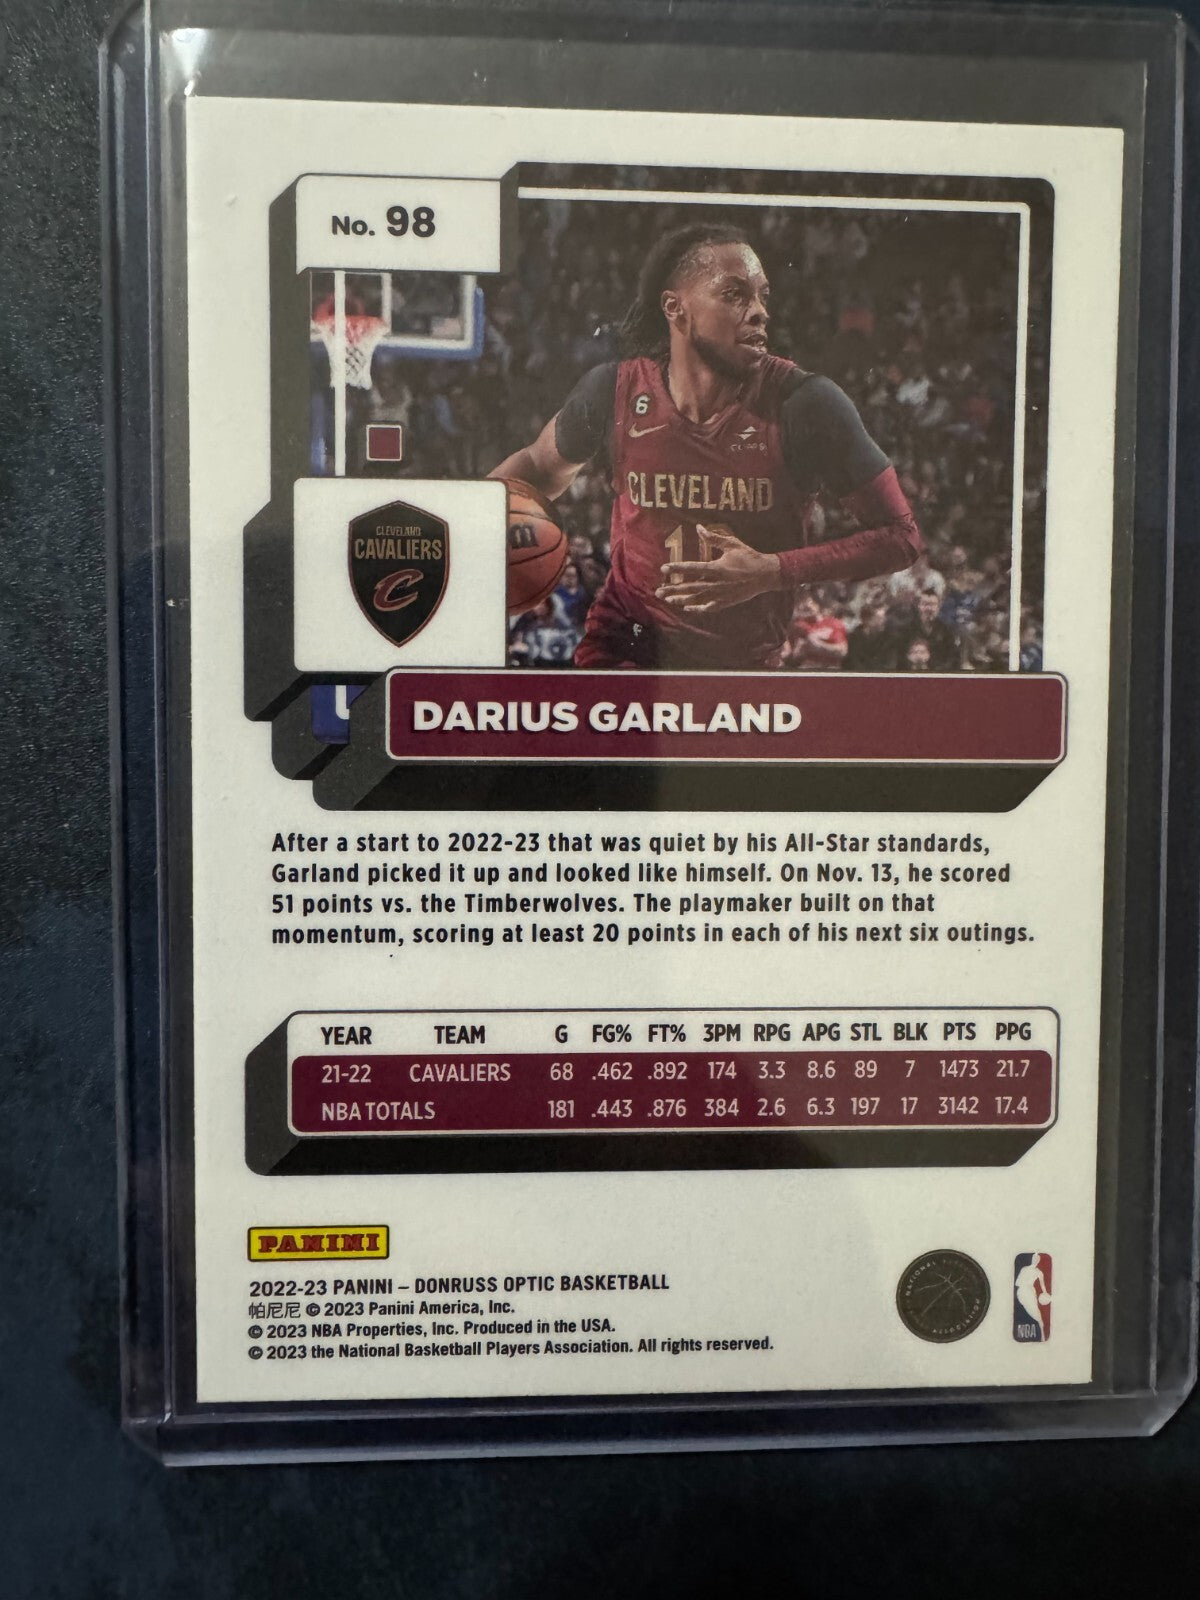 No. 98
6
CLEVELAND
10
CLEVELAND
CAVALIERS
C
DARIUS GARLAND
After a start to 2022-23 that was quiet by his All-Star standards,
Garland picked it up and looked like himself. On Nov. 13, he scored
51 points vs. the Timberwolves. The playmaker built on that
momentum, scoring at least 20 points in each of his next six outings.
YEAR TEAM G FG% FT% 3PM RPG APG STL BLK PTS PPG
21-22 CAVALIERS 68 .462 .892 174 3.3 8.6 89 7 1473 21.7
NBA TOTALS 181 .443 .876 384 2.6 6.3 197 17 3142 17.4
PANINI
2022-23 PANINI – DONRUSS OPTIC BASKETBALL
帕尼尼 © 2023 Panini America, Inc.
© 2023 NBA Properties, Inc. Produced in the USA.
© 2023 the National Basketball Players Association. All rights reserved.
NATIONAL
NBA